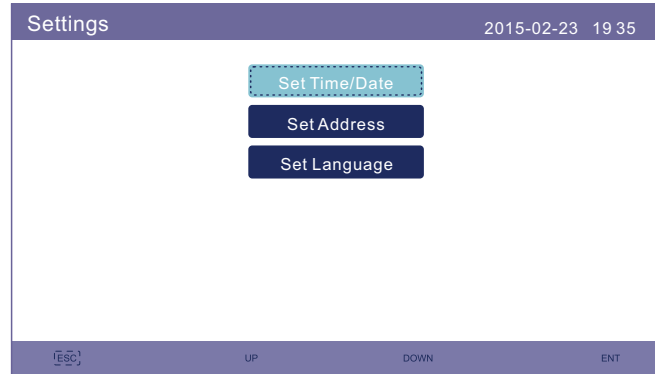 Settings 2015-02-23 19 35
Set Time/Date
Set Address
Set Language
ESC UP DOWN ENT